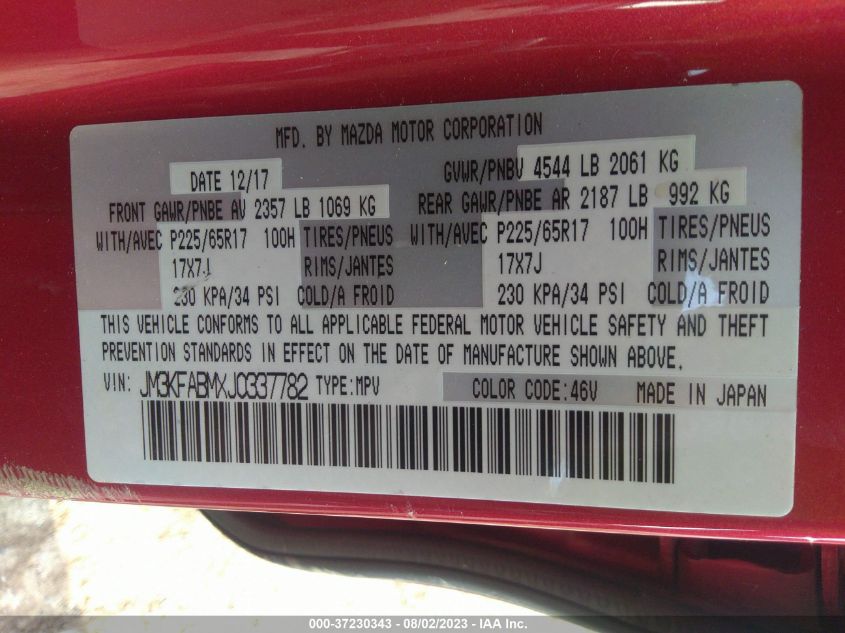 MFD. BY MAZDA MOTOR CORPORATION
DATE 12/17 GVWR/PNBV 4544 LB 2061 KG
FRONT GAWR/PNBE AV 2357 LB 1069 KG REAR GAWR/PNBE AR 2187 LB 992 KG
WITH/AVEC P225/65R17 100H TIRES/PNEUS WITH/AVEC P225/65R17 100H TIRES/PNEUS
17X7J RIMS/JANTES 17X7J RIMS/JANTES
230 KPA/34 PSI COLD/A FROID 230 KPA/34 PSI COLD/A FROID
THIS VEHICLE CONFORMS TO ALL APPLICABLE FEDERAL MOTOR VEHICLE SAFETY AND THEFT
PREVENTION STANDARDS IN EFFECT ON THE DATE OF MANUFACTURE SHOWN ABOVE.
VIN: JM3KFABMXJ0337782 TYPE:MPV COLOR CODE:46V MADE IN JAPAN
000-37230343 - 08/02/2023 - IAA Inc.